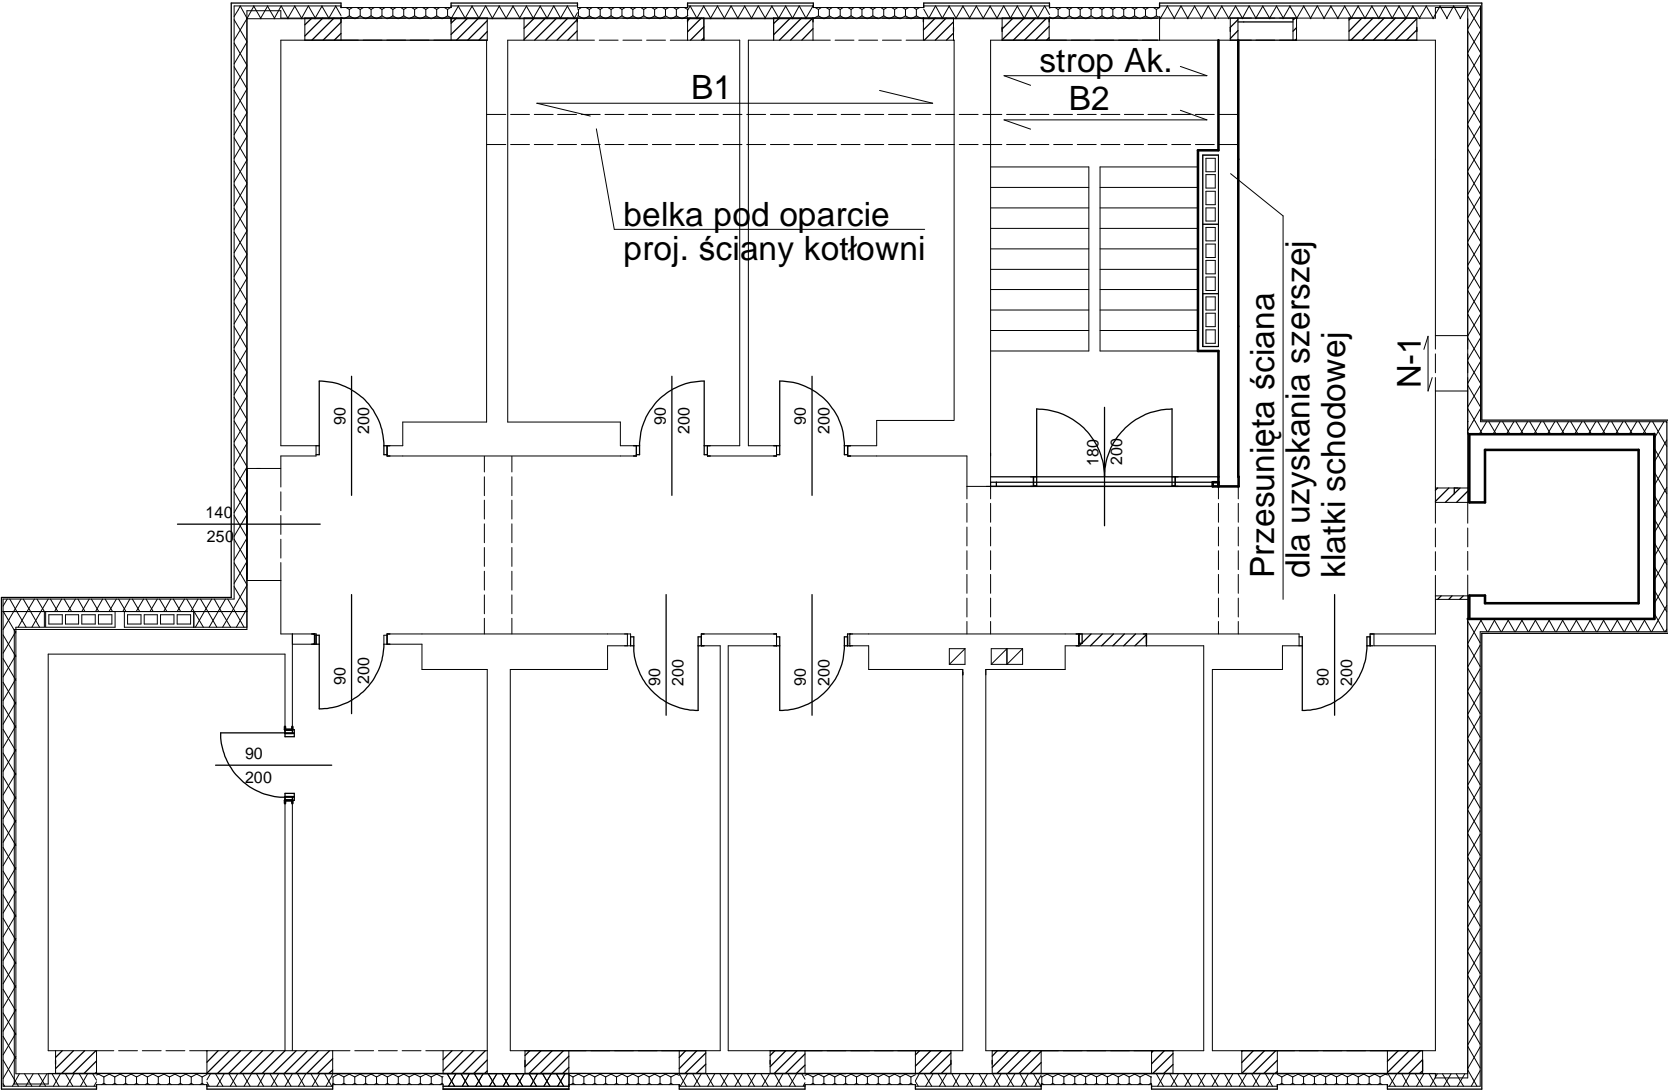 strop Ak.
B1
B2
belka pod oparcie
proj. ściany kotłowni
Przesunięta ściana
dla uzyskania szerszej
klatki schodowej
N-1
90
200
90
200
90
200
180
200
140
250
90
200
90
200
90
200
90
200
90
200